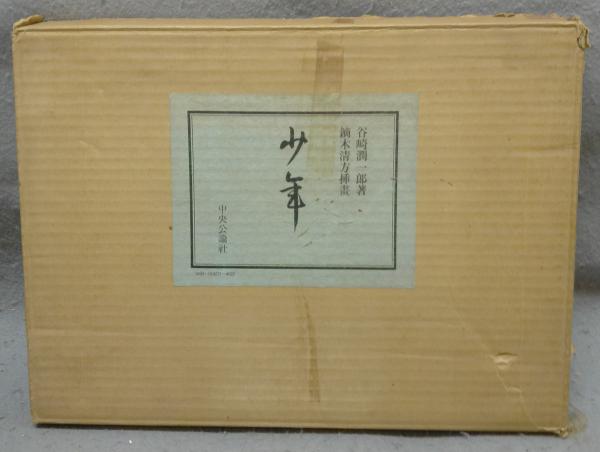 谷崎潤一郎著
鏑木清方挿畫
少年
中央公論社